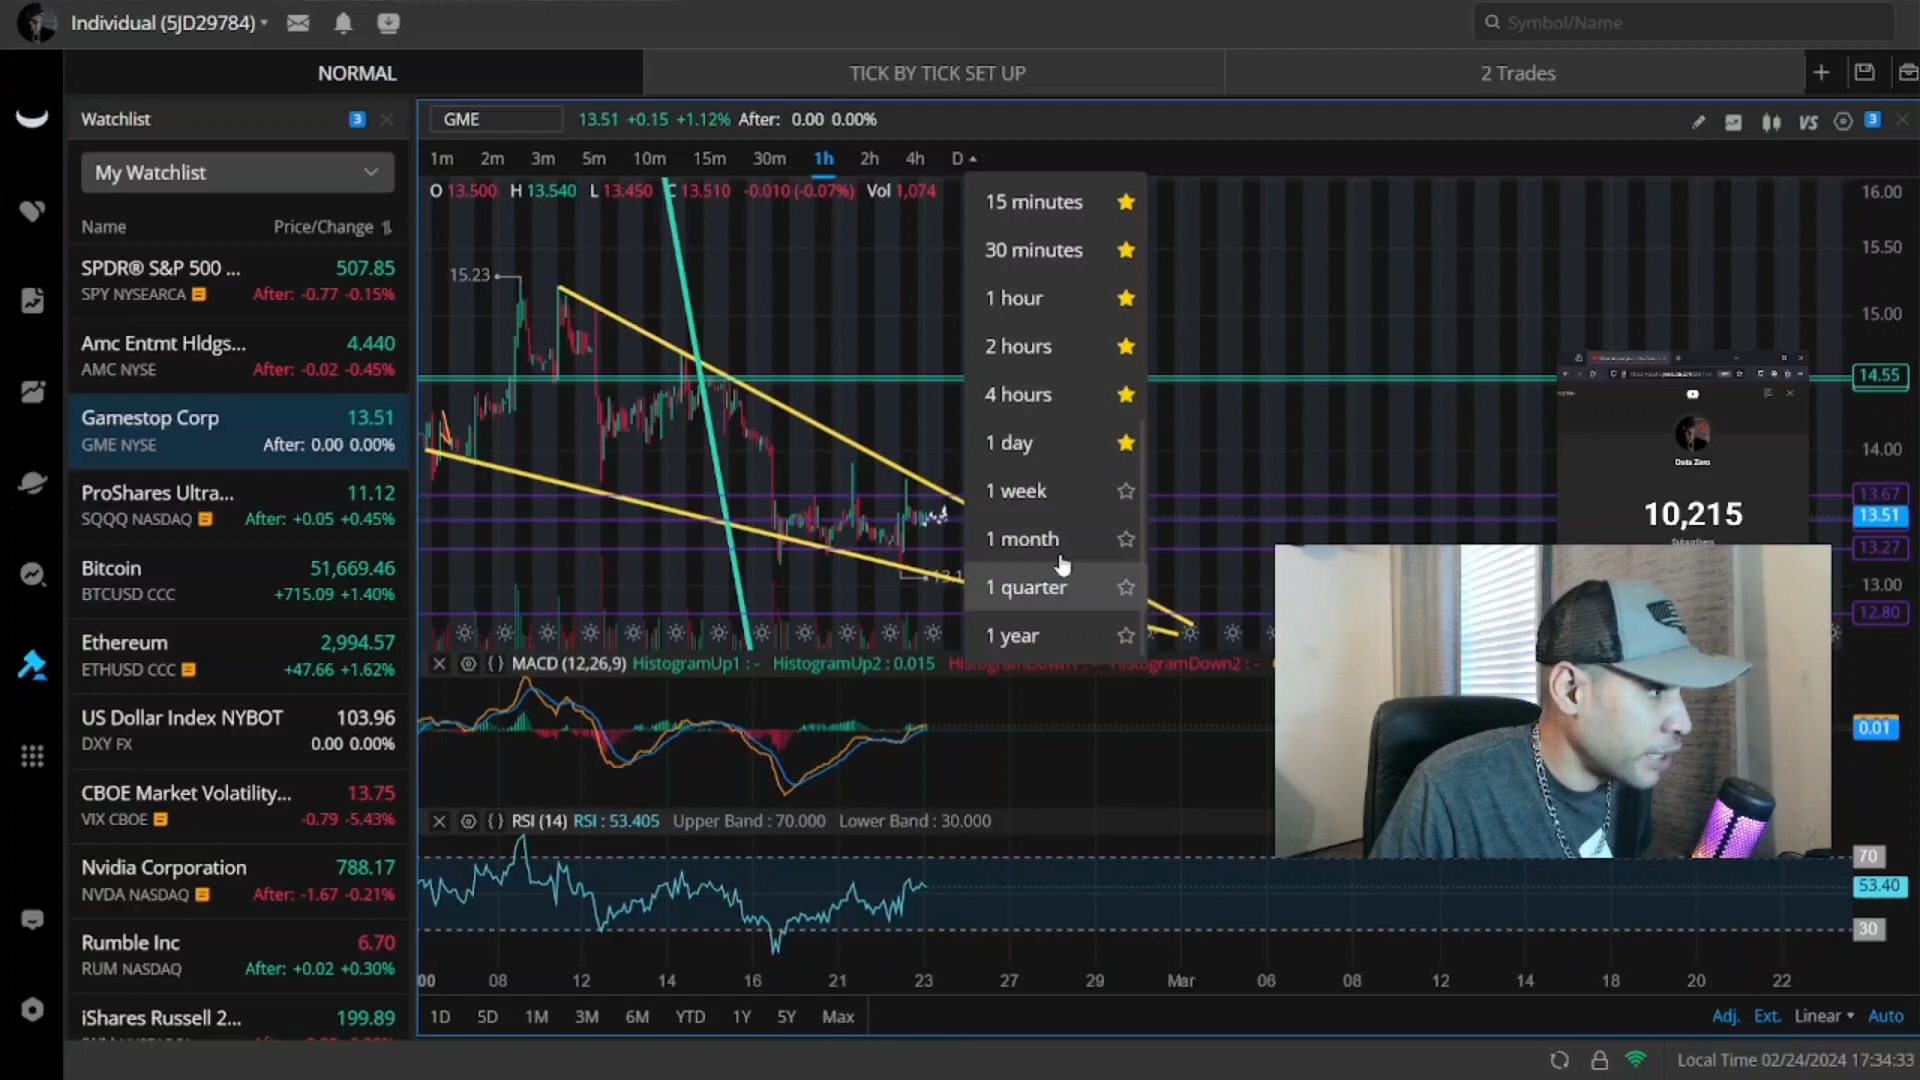 Individual (5JD29784)
Symbol/Name
NORMAL
TICK BY TICK SET UP
2 Trades
Watchlist
3
GME
13.51 +0.15 +1.12% After: 0.00 0.00%
VS
3
My Watchlist
1m 2m 3m 5m 10m 15m 30m 1h 2h 4h D
O 13.500 H 13.540 L 13.450 C 13.510 -0.010 (-0.07%) Vol 1,074
Name Price/Change
SPDR® S&P 500 ... 507.85
SPY NYSEARCA After: -0.77 -0.15%
Amc Entmt Hldgs... 4.440
AMC NYSE After: -0.02 -0.45%
Gamestop Corp 13.51
GME NYSE After: 0.00 0.00%
ProShares Ultra... 11.12
SQQQ NASDAQ After: +0.05 +0.45%
Bitcoin 51,669.46
BTCUSD CCC +715.09 +1.40%
Ethereum 2,994.57
ETHUSD CCC +47.66 +1.62%
US Dollar Index NYBOT 103.96
DXY FX 0.00 0.00%
CBOE Market Volatility... 13.75
VIX CBOE -0.79 -5.43%
Nvidia Corporation 788.17
NVDA NASDAQ After: -1.67 -0.21%
Rumble Inc 6.70
RUM NASDAQ After: +0.02 +0.30%
iShares Russell 2... 199.89
15.23
15 minutes
30 minutes
1 hour
2 hours
4 hours
1 day
1 week
1 month
1 quarter
1 year
16.00
15.50
15.00
14.55
14.00
13.67
13.51
13.27
13.00
12.80
Data Zero
10,215
Subscribers
MACD (12,26,9) HistogramUp1 : - HistogramUp2 : 0.015 HistogramDown1 : - HistogramDown2 : -
0.01
RSI (14) RSI : 53.405 Upper Band : 70.000 Lower Band : 30.000
70
53.40
30
00 08 12 14 16 21 23 27 29 Mar 06 08 12 14 18 20 22
1D 5D 1M 3M 6M YTD 1Y 5Y Max
Adj. Ext. Linear Auto
Local Time 02/24/2024 17:34:33